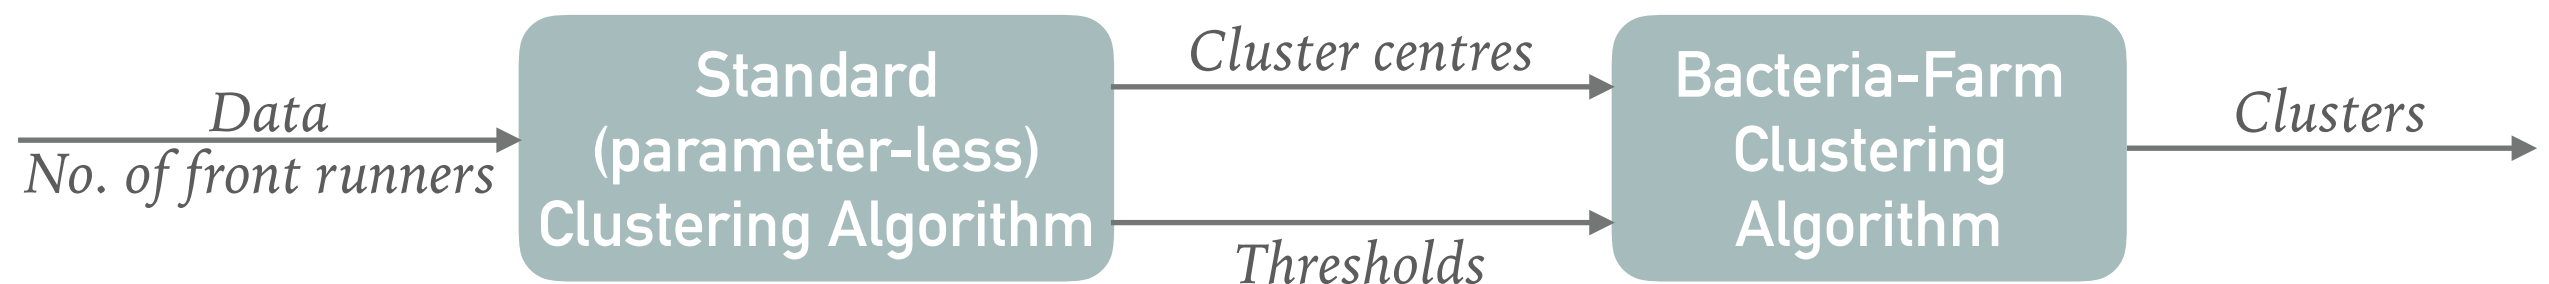 Data
No. of front runners
Standard
(parameter-less)
Clustering Algorithm
Cluster centres
Thresholds
Bacteria-Farm
Clustering
Algorithm
Clusters